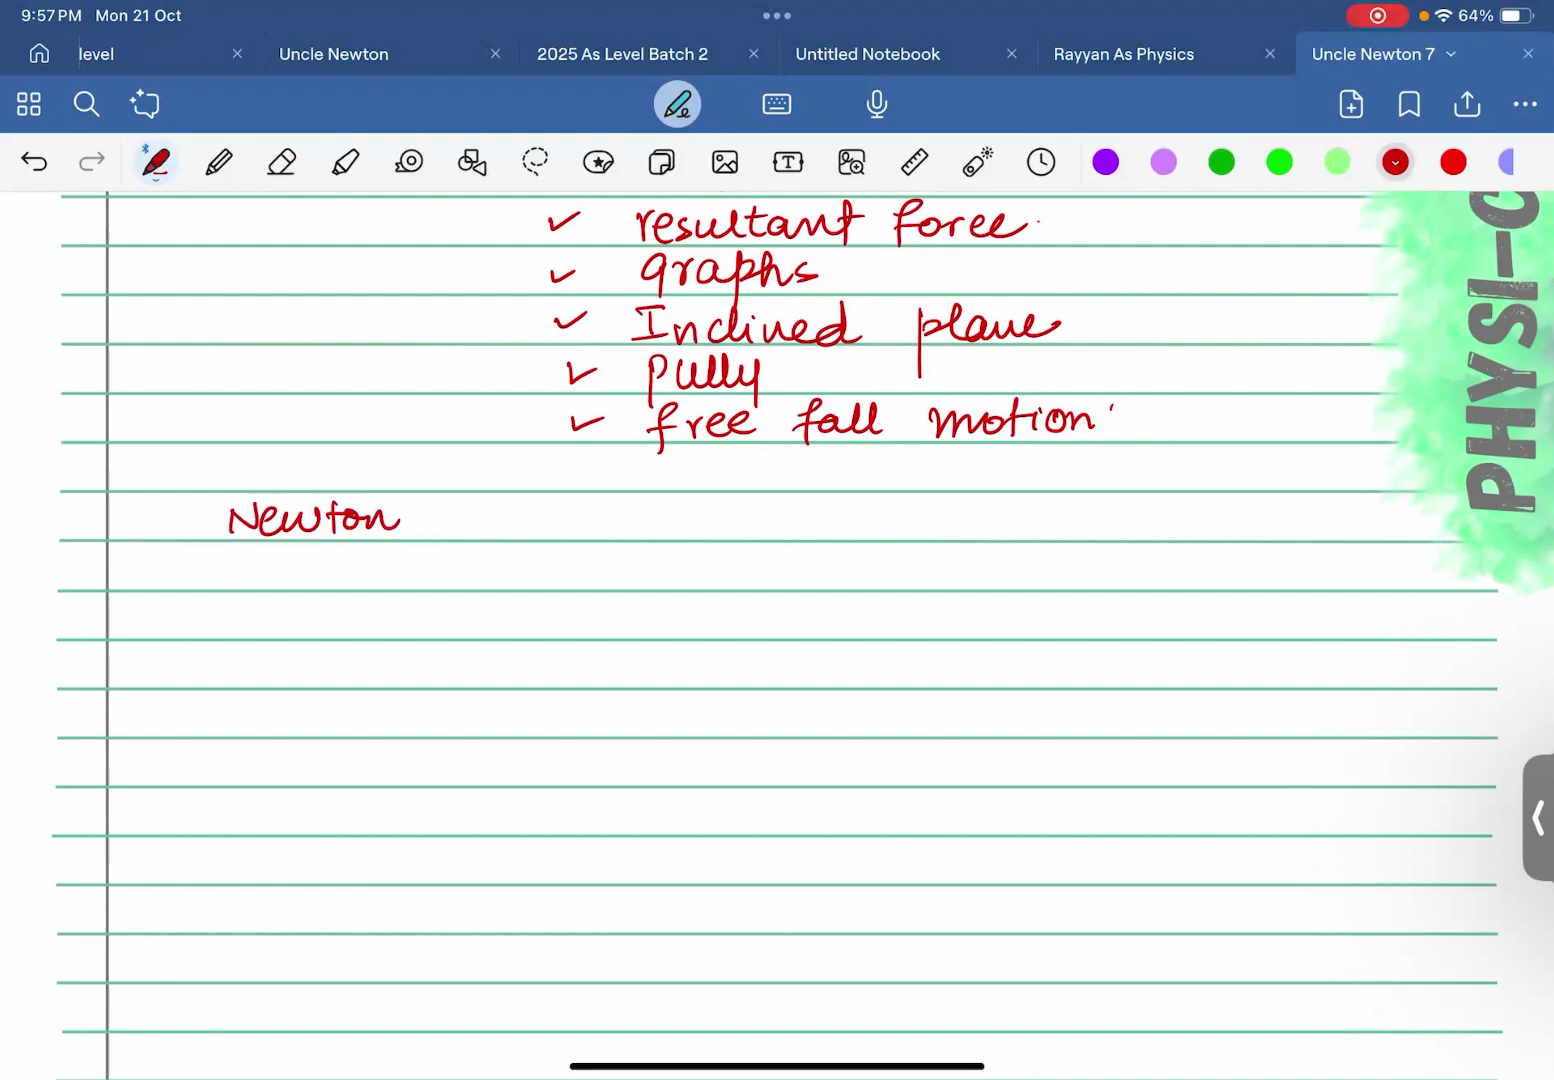 9:57 PM Mon 21 Oct
64%
level
Uncle Newton
2025 As Level Batch 2
Untitled Notebook
Rayyan As Physics
Uncle Newton 7
resultant force
graphs
Inclined plane
pully
free fall motion
Newton
PHYSI-